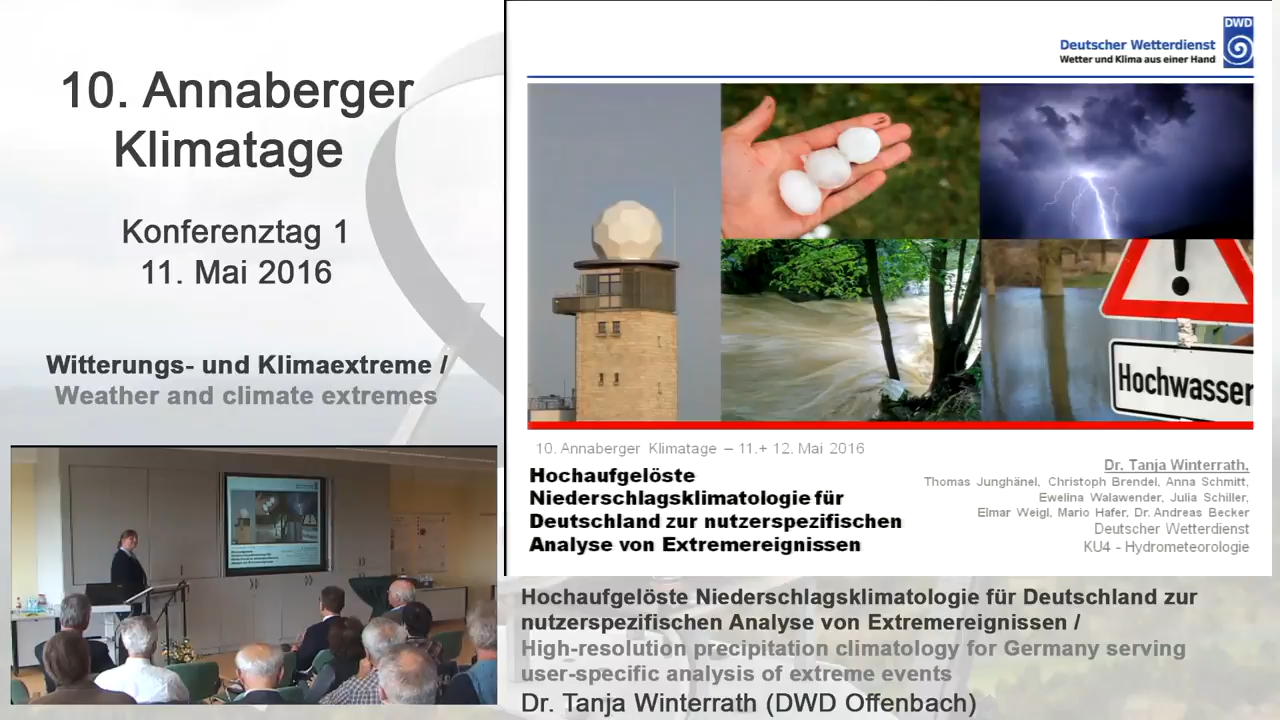 10. Annaberger
Klimatage
Konferenztag 1
11. Mai 2016
Witterungs- und Klimaextreme /
Weather and climate extremes
DWD
Deutscher Wetterdienst
Wetter und Klima aus einer Hand
Hochwasser
10. Annaberger Klimatage – 11.+ 12. Mai 2016
Hochaufgelöste
Niederschlagsklimatologie für
Deutschland zur nutzerspezifischen
Analyse von Extremereignissen
Dr. Tanja Winterrath,
Thomas Junghänel, Christoph Brendel, Anna Schmitt,
Ewelina Walawender, Julia Schiller,
Elmar Weigl, Mario Hafer, Dr. Andreas Becker
Deutscher Wetterdienst
KU4 - Hydrometeorologie
Hochaufgelöste Niederschlagsklimatologie für Deutschland zur
nutzerspezifischen Analyse von Extremereignissen /
High-resolution precipitation climatology for Germany serving
user-specific analysis of extreme events
Dr. Tanja Winterrath (DWD Offenbach)